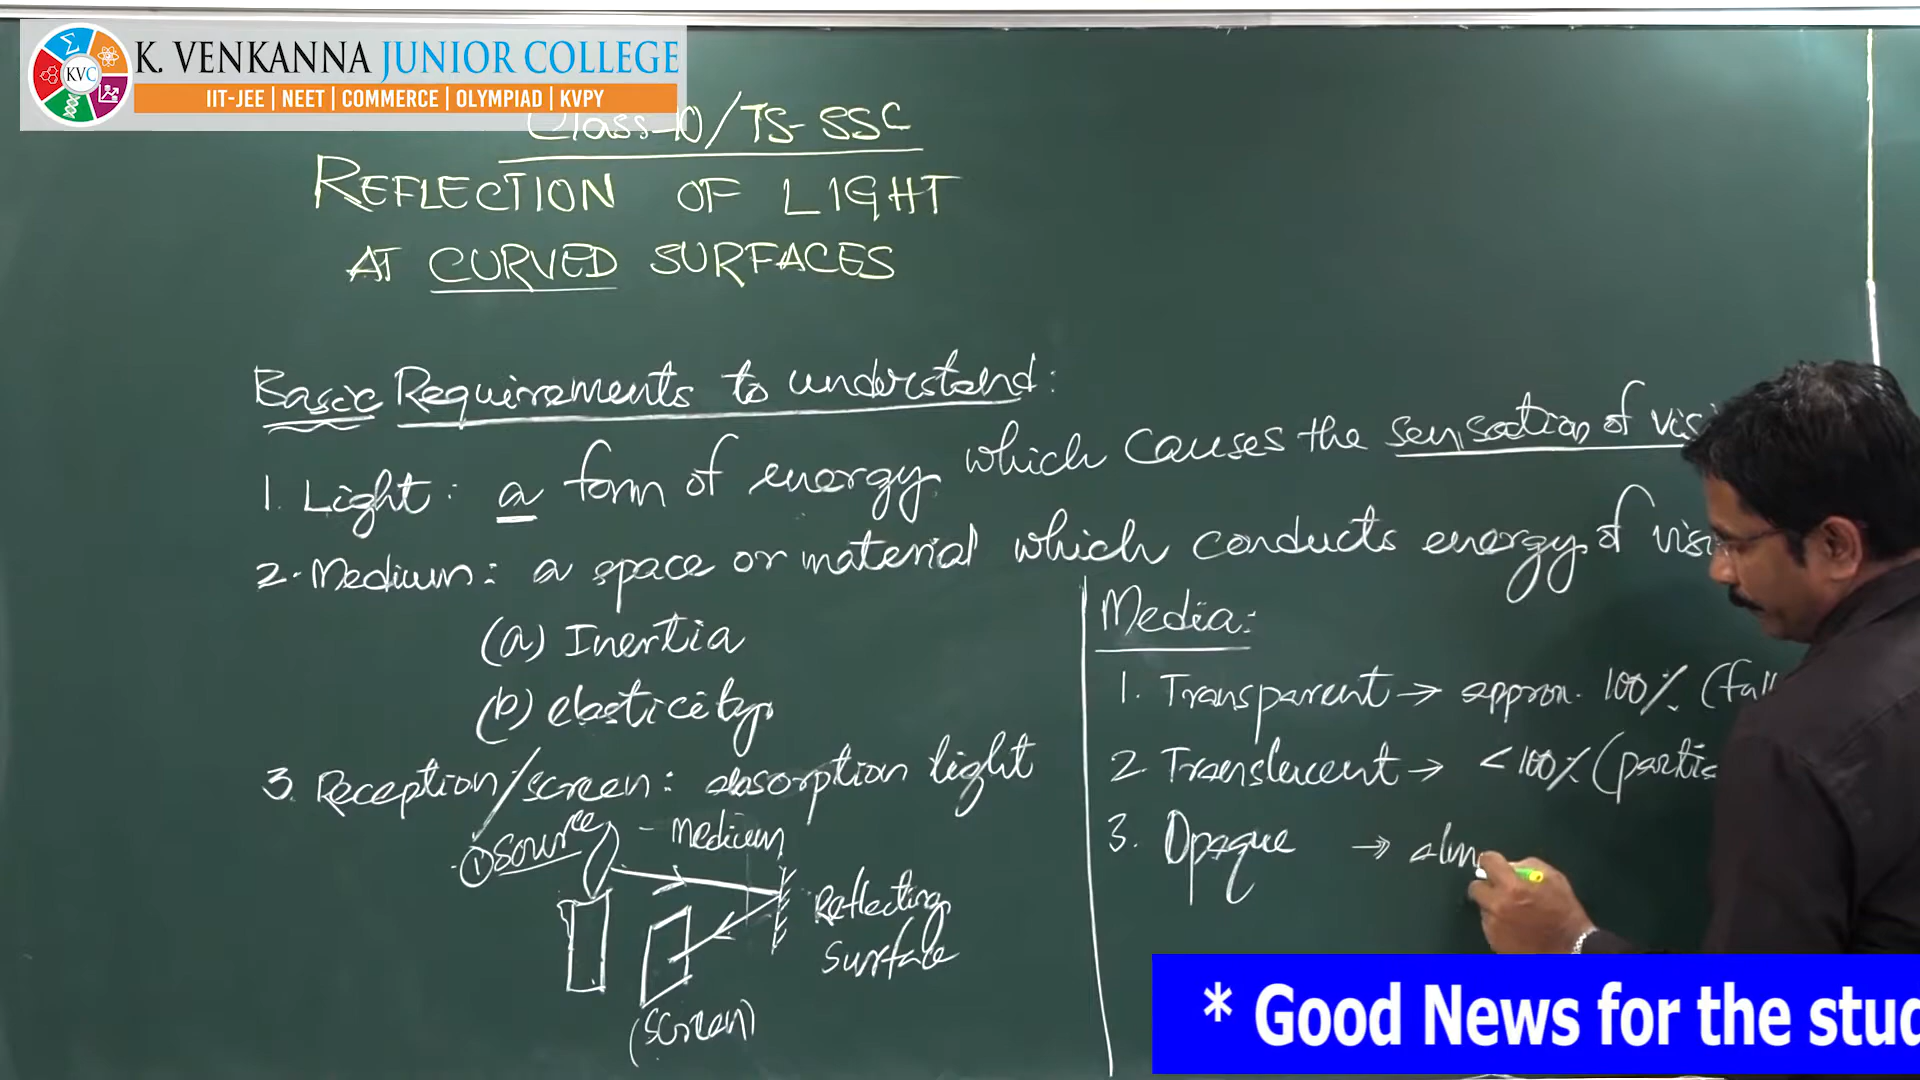 KVC
K. VENKANNA JUNIOR COLLEGE
IIT-JEE | NEET | COMMERCE | OLYMPIAD | KVPY
Class-10/TS-SSC
REFLECTION OF LIGHT
AT CURVED SURFACES
Basic Requirements to understand:
1. Light: a form of energy which causes the sensation of vis
2. Medium: a space or material which conducts energy of vis
(a) Inertia
(b) elasticity
3. Reception/screen: absorption light
① Source - Medium
Reflecting
Surface
(screen)
Media:
1. Transparent → approx. 100% (full
2. Translucent → < 100% (partia
3. Opaque → alm
* Good News for the stud